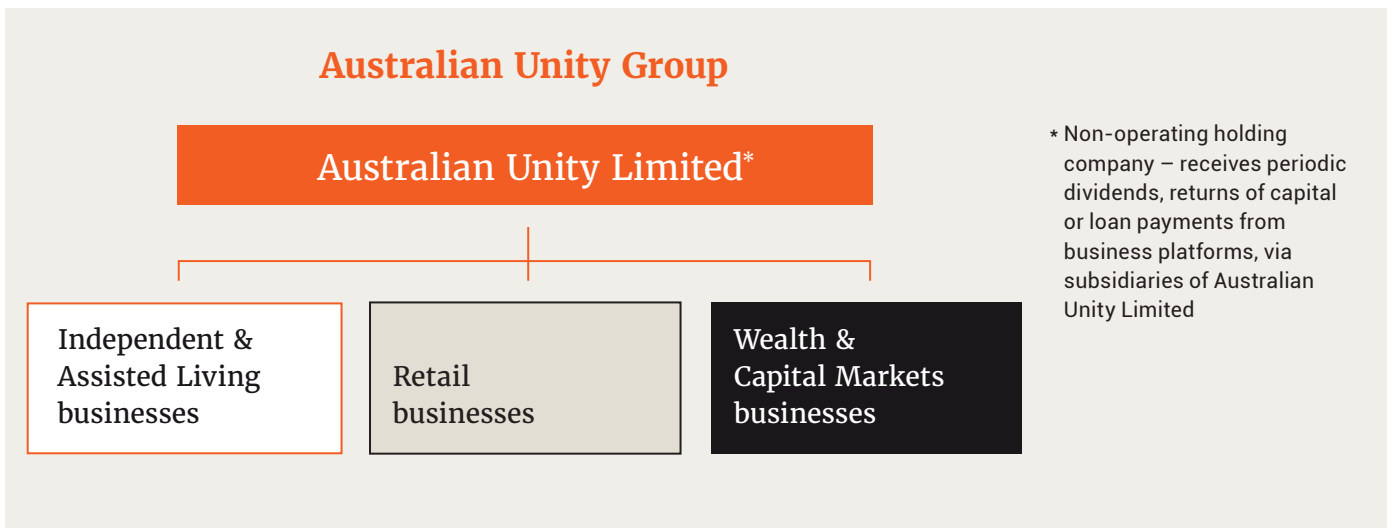 Australian Unity Group
Australian Unity Limited*
* Non-operating holding
company – receives periodic
dividends, returns of capital
or loan payments from
business platforms, via
subsidiaries of Australian
Unity Limited
Independent &
Assisted Living
businesses
Retail
businesses
Wealth &
Capital Markets
businesses